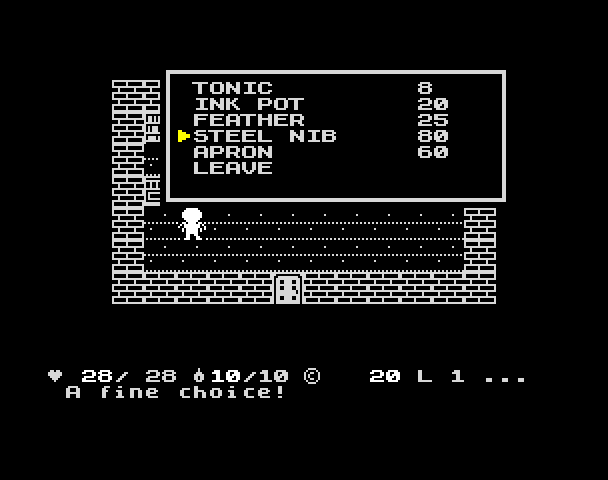 TONIC 8
INK POT 20
FEATHER 25
STEEL NIB 80
APRON 60
LEAVE
♥ 28/ 28 10/10 © 20 L 1 ...
A fine choice!